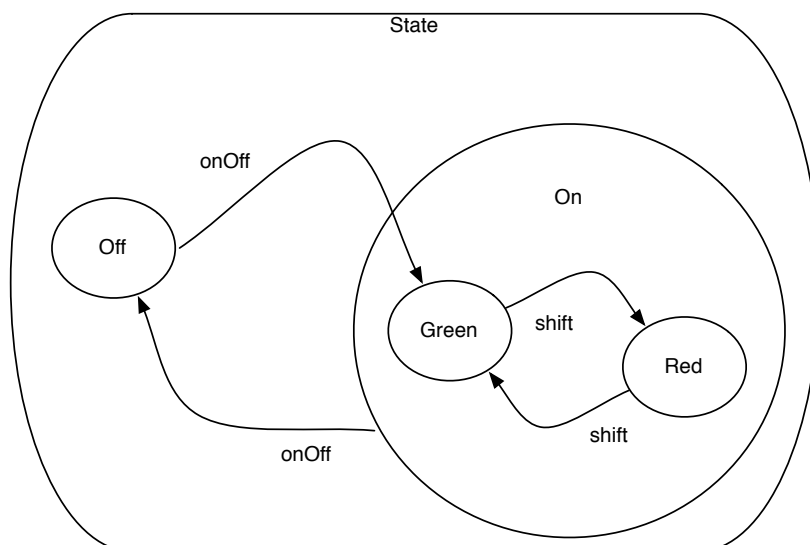 State
onOff
On
Off
Green
shift
Red
shift
onOff